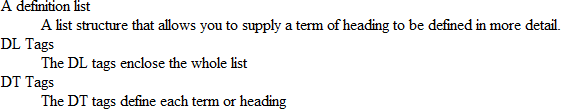 A definition list
A list structure that allows you to supply a term of heading to be defined in more detail.
DL Tags
The DL tags enclose the whole list
DT Tags
The DT tags define each term or heading